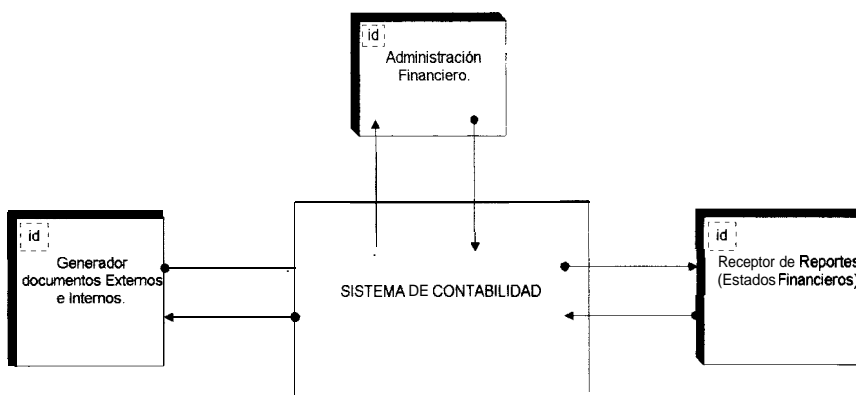 id
Administración
Financiero.
id
Generador
documentos Externos
e Internos.
SISTEMA DE CONTABILIDAD
id
Receptor de Reportes
(Estados Financieros)